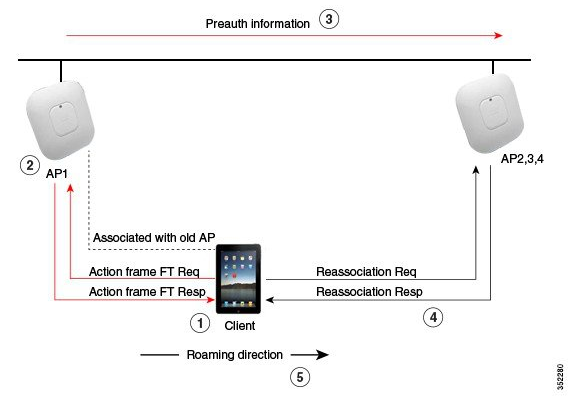 Preauth information 3
2
AP1
AP2,3,4
Associated with old AP
Action frame FT Req
Reassociation Req
Action frame FT Resp
Reassociation Resp
1
Client
4
Roaming direction
5
352280